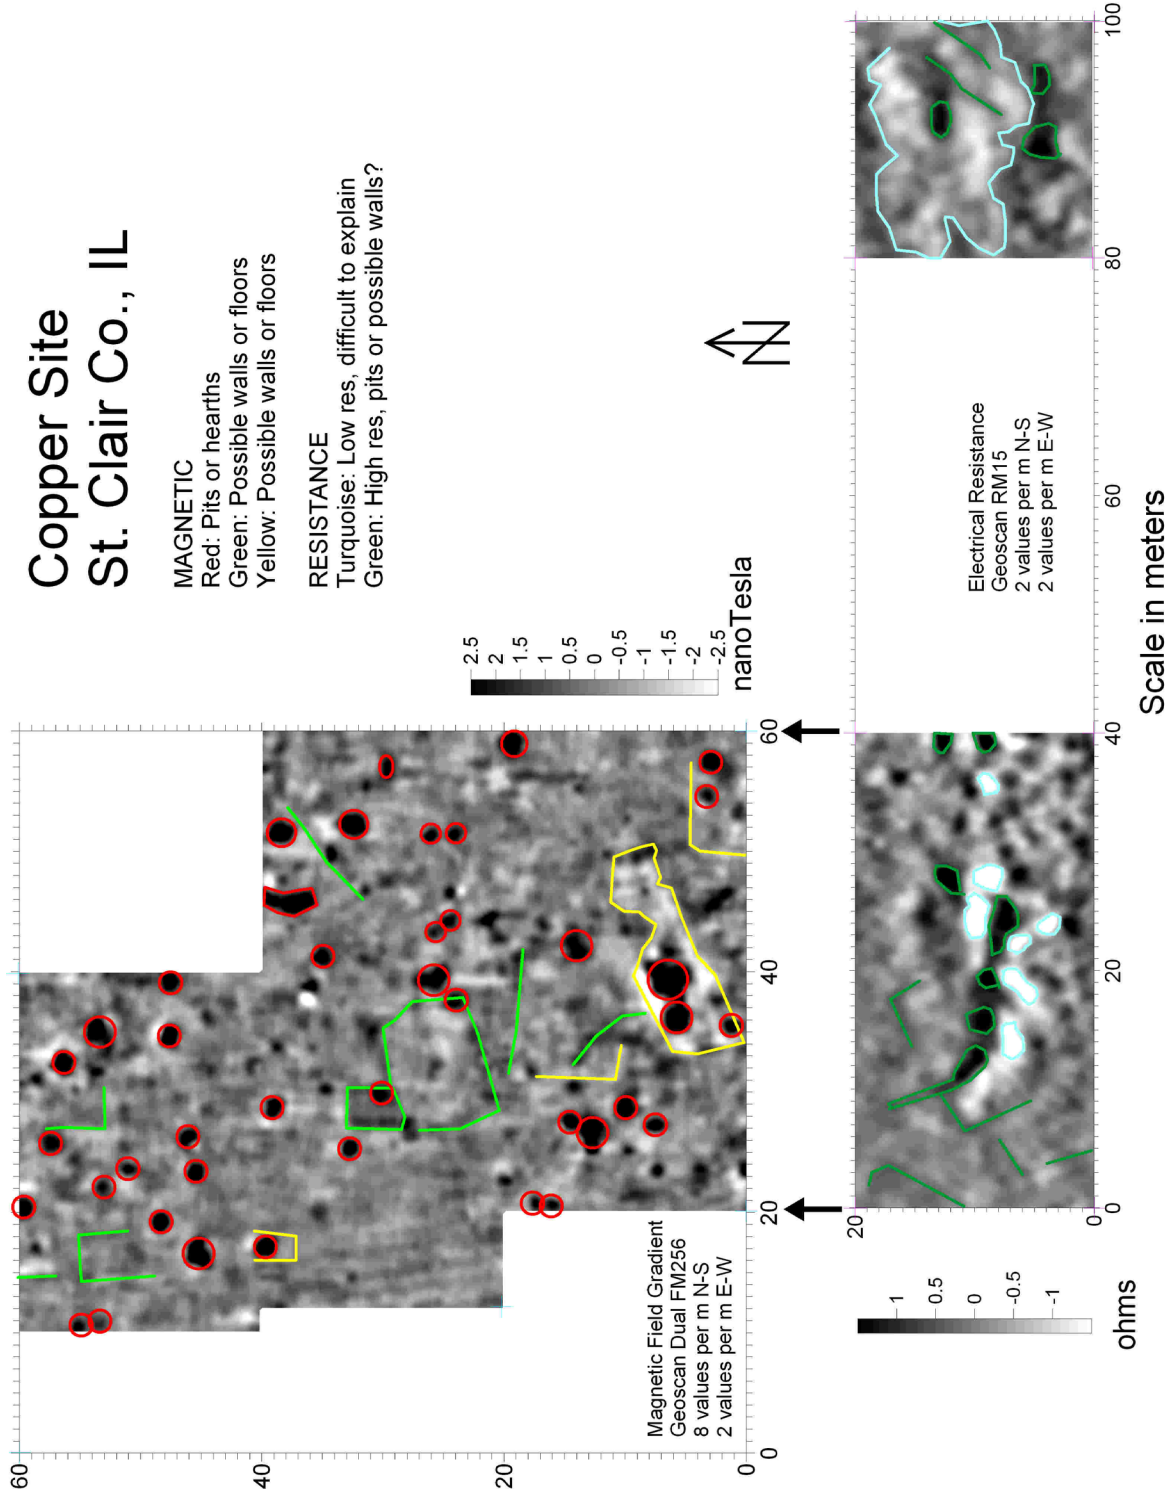 Copper Site
St. Clair Co., IL
MAGNETIC
Red: Pits or hearths
Green: Possible walls or floors
Yellow: Possible walls or floors
RESISTANCE
Turquoise: Low res, difficult to explain
Green: High res, pits or possible walls?
2.5
2
1.5
1
0.5
0
-0.5
-1
-1.5
-2
-2.5
nanoTesla
60
40
20
0
0
20
40
60
Magnetic Field Gradient
Geoscan Dual FM256
8 values per m N-S
2 values per m E-W
N
1
0.5
0
-0.5
-1
ohms
20
0
0
20
40
60
80
100
Electrical Resistance
Geoscan RM15
2 values per m N-S
2 values per m E-W
Scale in meters